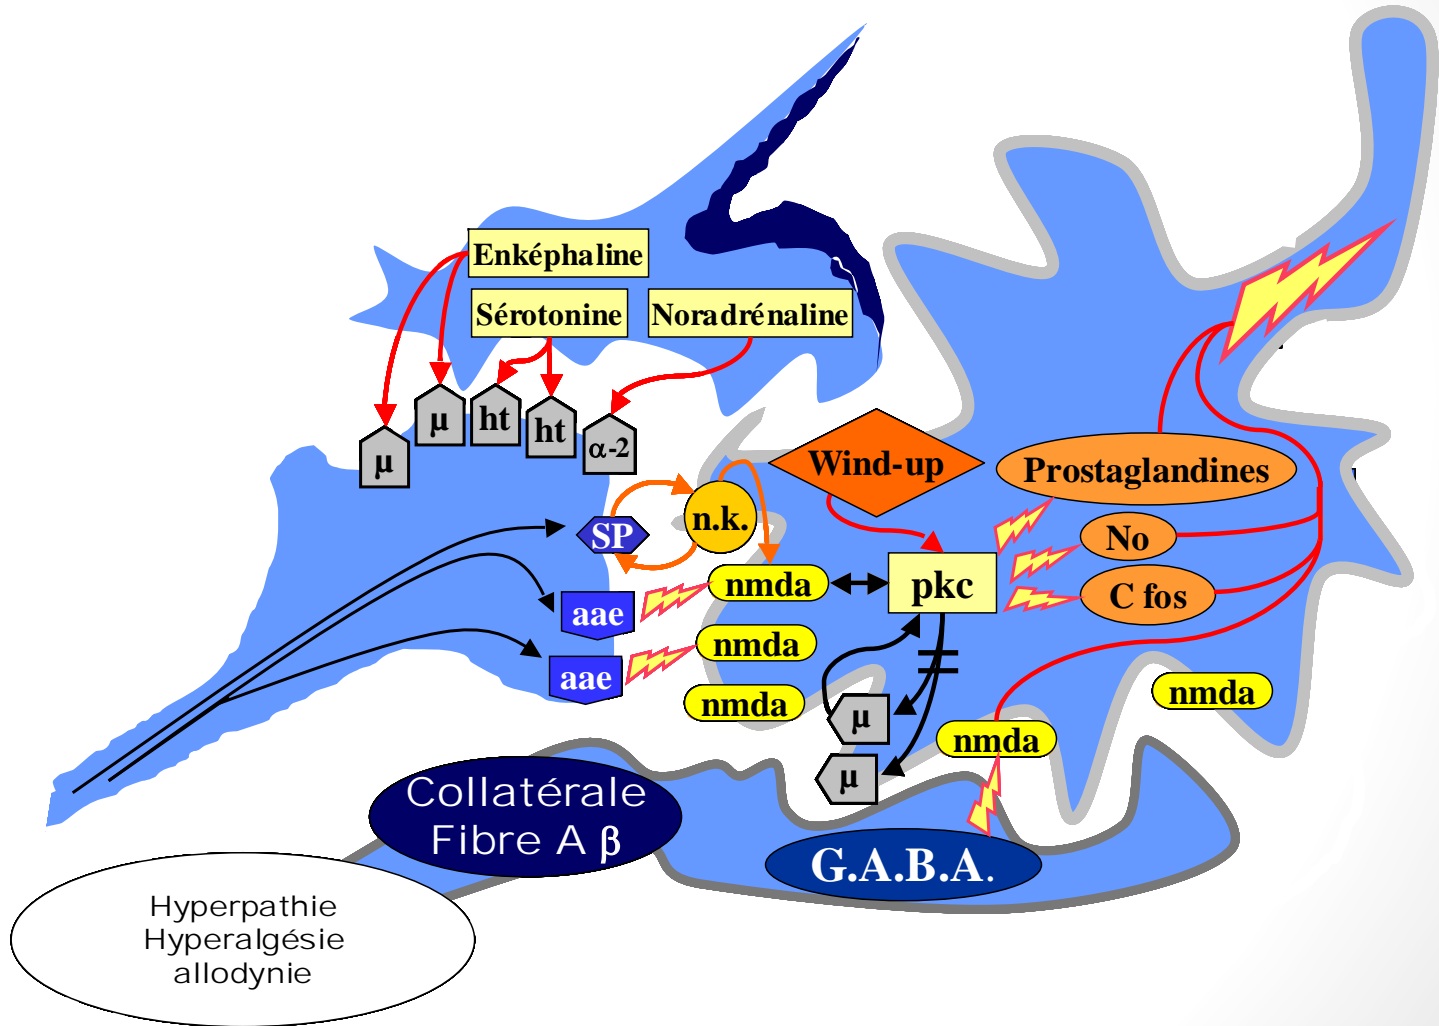 Enképhaline
Sérotonine
Noradrénaline
µ
µ
ht
ht
α-2
Wind-up
Prostaglandines
n.k.
SP
No
nmda
pkc
C fos
aae
nmda
aae
nmda
nmda
µ
nmda
µ
Collatérale
Fibre A β
G.A.B.A.
Hyperpathie
Hyperalgésie
allodynie